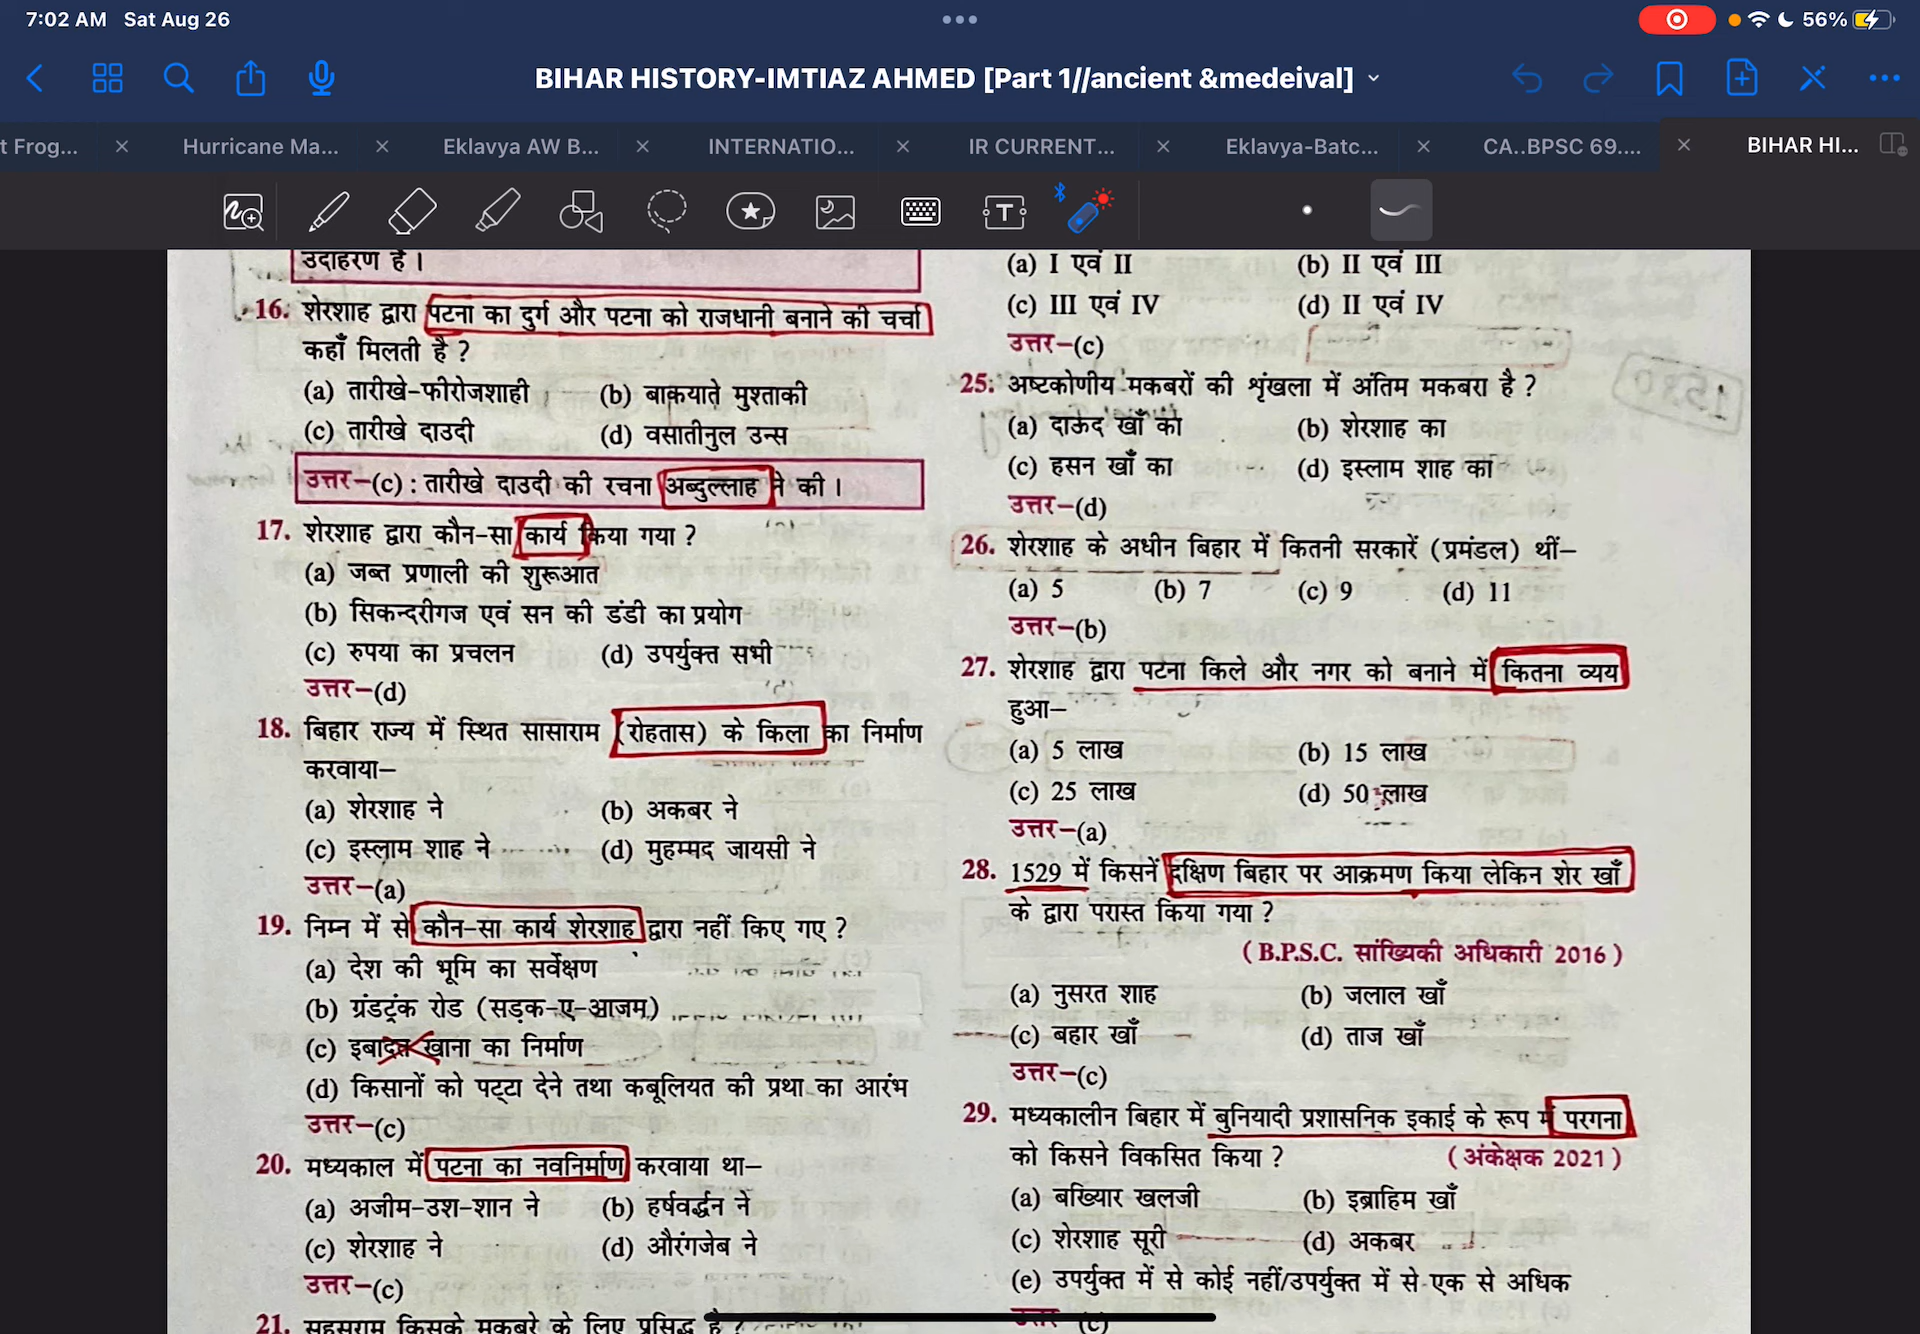 7:02 AM Sat Aug 26
56%
BIHAR HISTORY-IMTIAZ AHMED [Part 1//ancient &medeival]
t Frog...
Hurricane Ma...
Eklavya AW B...
INTERNATIO...
IR CURRENT...
Eklavya-Batc...
CA..BPSC 69....
BIHAR HI...
उदाहरण है।
16. शेरशाह द्वारा पटना का दुर्ग और पटना को राजधानी बनाने की चर्चा
कहाँ मिलती है ?
(a) तारीखे-फीरोजशाही (b) बाकयाते मुश्ताकी
(c) तारीखे दाउदी (d) वसातीनुल उन्स
उत्तर–(c) : तारीखे दाउदी की रचना अब्दुल्लाह ने की।
17. शेरशाह द्वारा कौन-सा कार्य किया गया ?
(a) जब्त प्रणाली की शुरूआत
(b) सिकन्दरीगज एवं सन की डंडी का प्रयोग
(c) रुपया का प्रचलन (d) उपर्युक्त सभी
उत्तर–(d)
18. बिहार राज्य में स्थित सासाराम (रोहतास) के किला का निर्माण
करवाया–
(a) शेरशाह ने (b) अकबर ने
(c) इस्लाम शाह ने (d) मुहम्मद जायसी ने
उत्तर–(a)
19. निम्न में से कौन-सा कार्य शेरशाह द्वारा नहीं किए गए ?
(a) देश की भूमि का सर्वेक्षण
(b) ग्रंडट्रंक रोड (सड़क-ए-आजम)
(c) इबादत खाना का निर्माण
(d) किसानों को पट्टा देने तथा कबूलियत की प्रथा का आरंभ
उत्तर–(c)
20. मध्यकाल में पटना का नवनिर्माण करवाया था–
(a) अजीम-उश-शान ने (b) हर्षवर्द्धन ने
(c) शेरशाह ने (d) औरंगजेब ने
उत्तर–(c)
21. सहसराम किसके मकबरे के लिए प्रसिद्ध है ?
(a) I एवं II (b) II एवं III
(c) III एवं IV (d) II एवं IV
उत्तर–(c)
25. अष्टकोणीय मकबरों की शृंखला में अंतिम मकबरा है ?
(a) दाऊद खाँ का (b) शेरशाह का
(c) हसन खाँ का (d) इस्लाम शाह का
उत्तर–(d)
26. शेरशाह के अधीन बिहार में कितनी सरकारें (प्रमंडल) थीं–
(a) 5 (b) 7 (c) 9 (d) 11
उत्तर–(b)
27. शेरशाह द्वारा पटना किले और नगर को बनाने में कितना व्यय
हुआ–
(a) 5 लाख (b) 15 लाख
(c) 25 लाख (d) 50 लाख
उत्तर–(a)
28. 1529 में किसनें दक्षिण बिहार पर आक्रमण किया लेकिन शेर खाँ
के द्वारा परास्त किया गया ?
(B.P.S.C. सांख्यिकी अधिकारी 2016)
(a) नुसरत शाह (b) जलाल खाँ
(c) बहार खाँ (d) ताज खाँ
उत्तर–(c)
29. मध्यकालीन बिहार में बुनियादी प्रशासनिक इकाई के रूप में परगना
को किसने विकसित किया ? (अंकेक्षक 2021)
(a) बख्यिार खलजी (b) इब्राहिम खाँ
(c) शेरशाह सूरी (d) अकबर
(e) उपर्युक्त में से कोई नहीं/उपर्युक्त में से एक से अधिक
उत्तर (c)